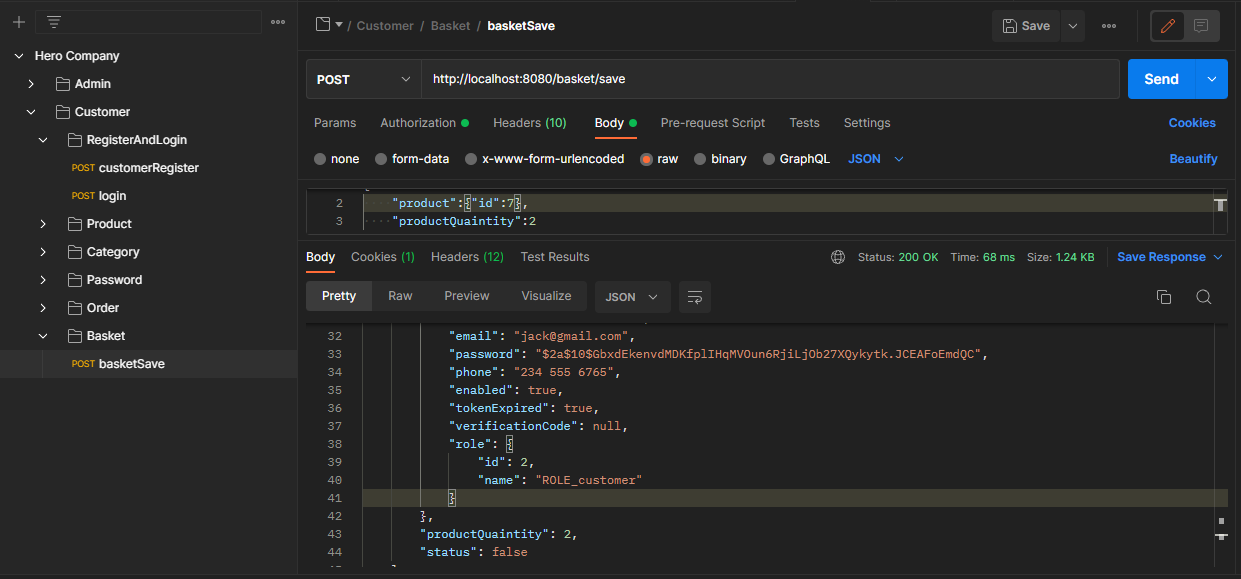 Hero Company
Admin
Customer
RegisterAndLogin
POST customerRegister
POST login
Product
Category
Password
Order
Basket
POST basketSave
/ Customer / Basket / basketSave
Save
POST
http://localhost:8080/basket/save
Send
Params Authorization Headers (10) Body Pre-request Script Tests Settings Cookies
none form-data x-www-form-urlencoded raw binary GraphQL JSON Beautify
2 "product":{"id":7},
3 "productQuaintity":2
Body Cookies (1) Headers (12) Test Results Status: 200 OK Time: 68 ms Size: 1.24 KB Save Response
Pretty Raw Preview Visualize JSON
32 "email": "jack@gmail.com",
33 "password": "$2a$10$GbxdEkenvdMDKfplIHqMVOun6RjiLjOb27XQykytk.JCEAFoEmdQC",
34 "phone": "234 555 6765",
35 "enabled": true,
36 "tokenExpired": true,
37 "verificationCode": null,
38 "role": {
39 "id": 2,
40 "name": "ROLE_customer"
41 }
42 },
43 "productQuaintity": 2,
44 "status": false